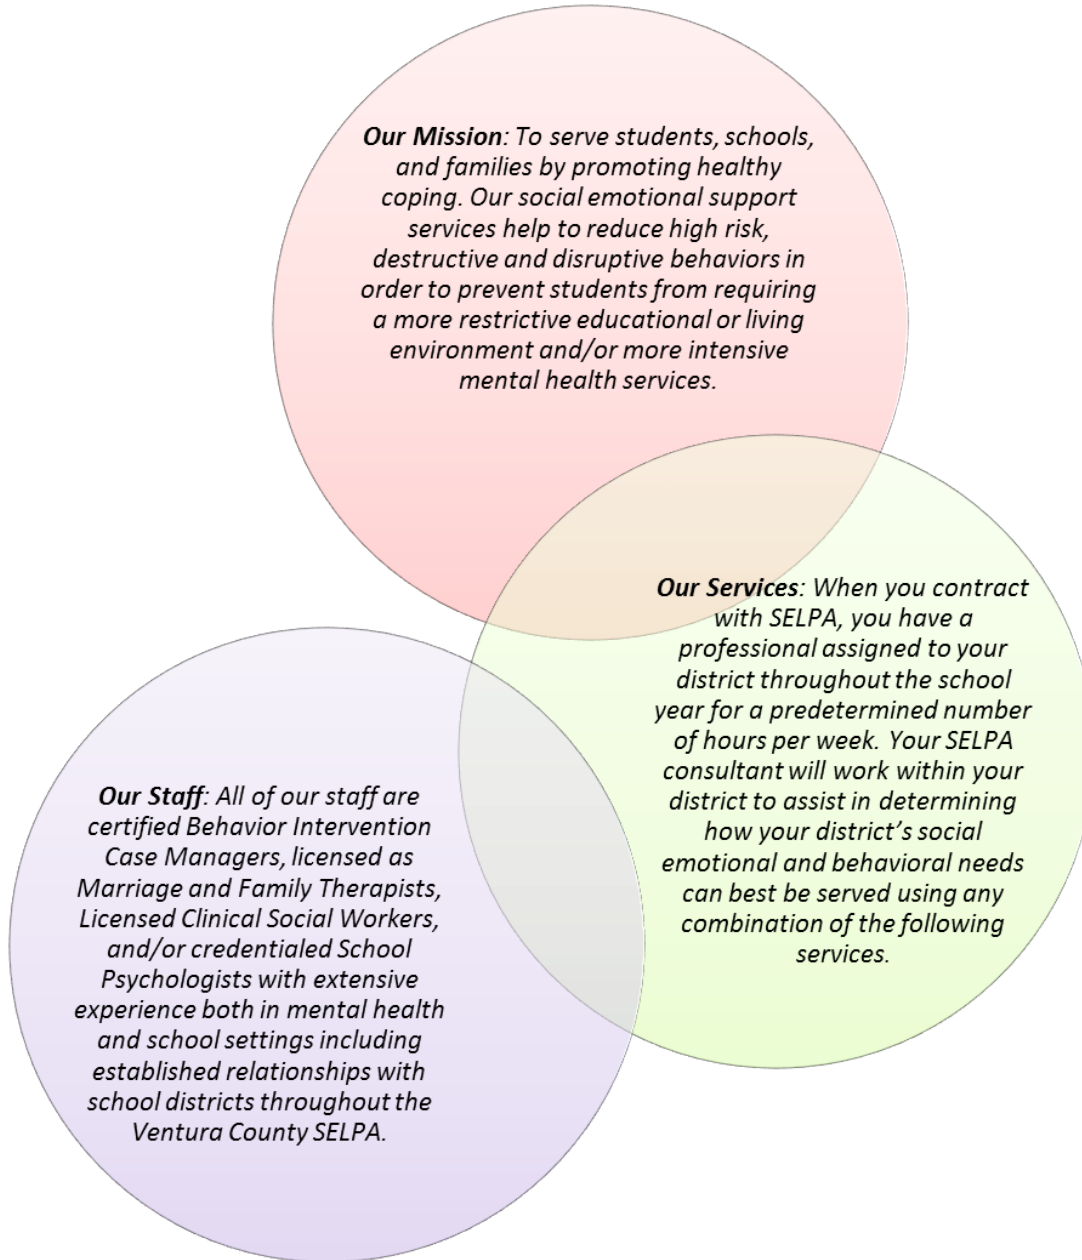 Our Mission: To serve students, schools,
and families by promoting healthy
coping. Our social emotional support
services help to reduce high risk,
destructive and disruptive behaviors in
order to prevent students from requiring
a more restrictive educational or living
environment and/or more intensive
mental health services.
Our Services: When you contract
with SELPA, you have a
professional assigned to your
district throughout the school
year for a predetermined number
of hours per week. Your SELPA
consultant will work within your
district to assist in determining
how your district’s social
emotional and behavioral needs
can best be served using any
combination of the following
services.
Our Staff: All of our staff are
certified Behavior Intervention
Case Managers, licensed as
Marriage and Family Therapists,
Licensed Clinical Social Workers,
and/or credentialed School
Psychologists with extensive
experience both in mental health
and school settings including
established relationships with
school districts throughout the
Ventura County SELPA.